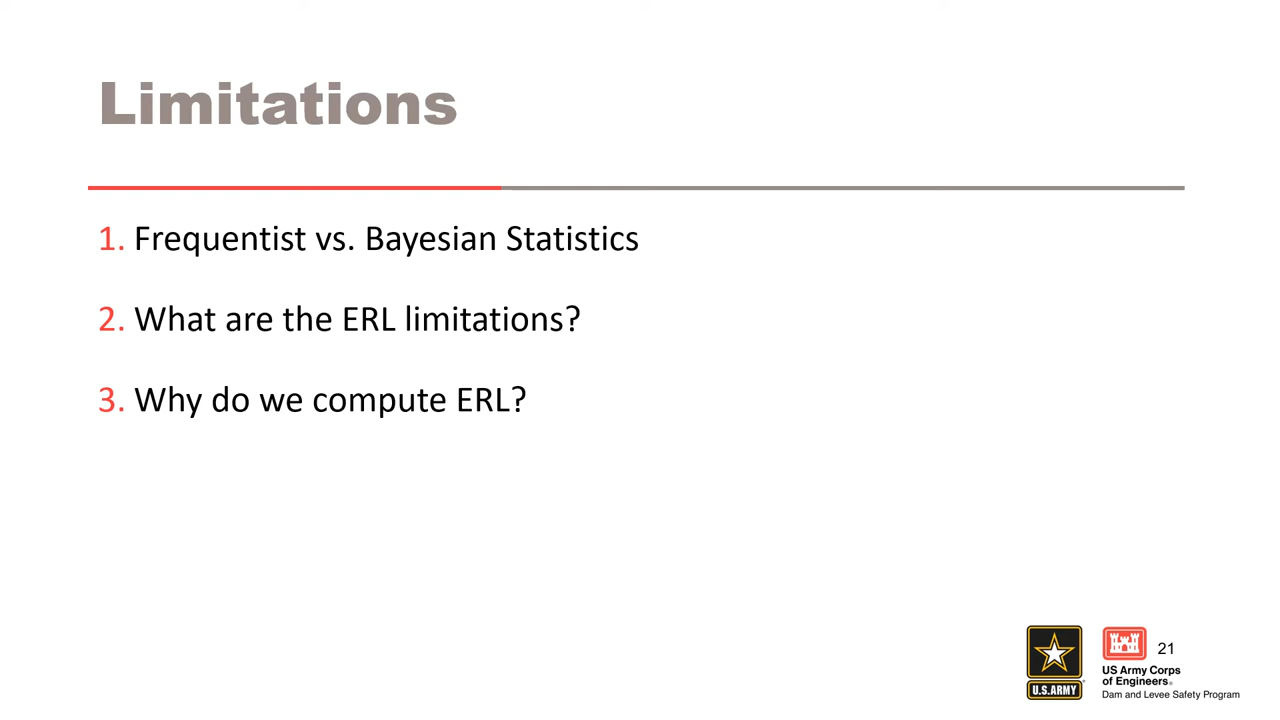 Limitations
1. Frequentist vs. Bayesian Statistics
2. What are the ERL limitations?
3. Why do we compute ERL?
21
U.S.ARMY
US Army Corps
of Engineers®
Dam and Levee Safety Program